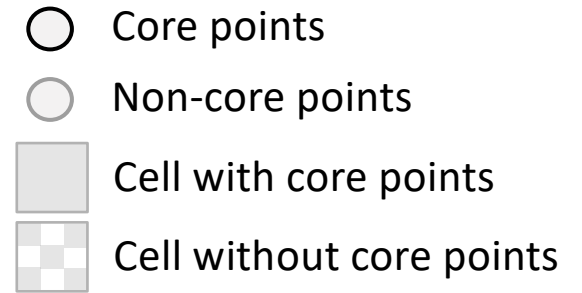 Core points
Non-core points
Cell with core points
Cell without core points